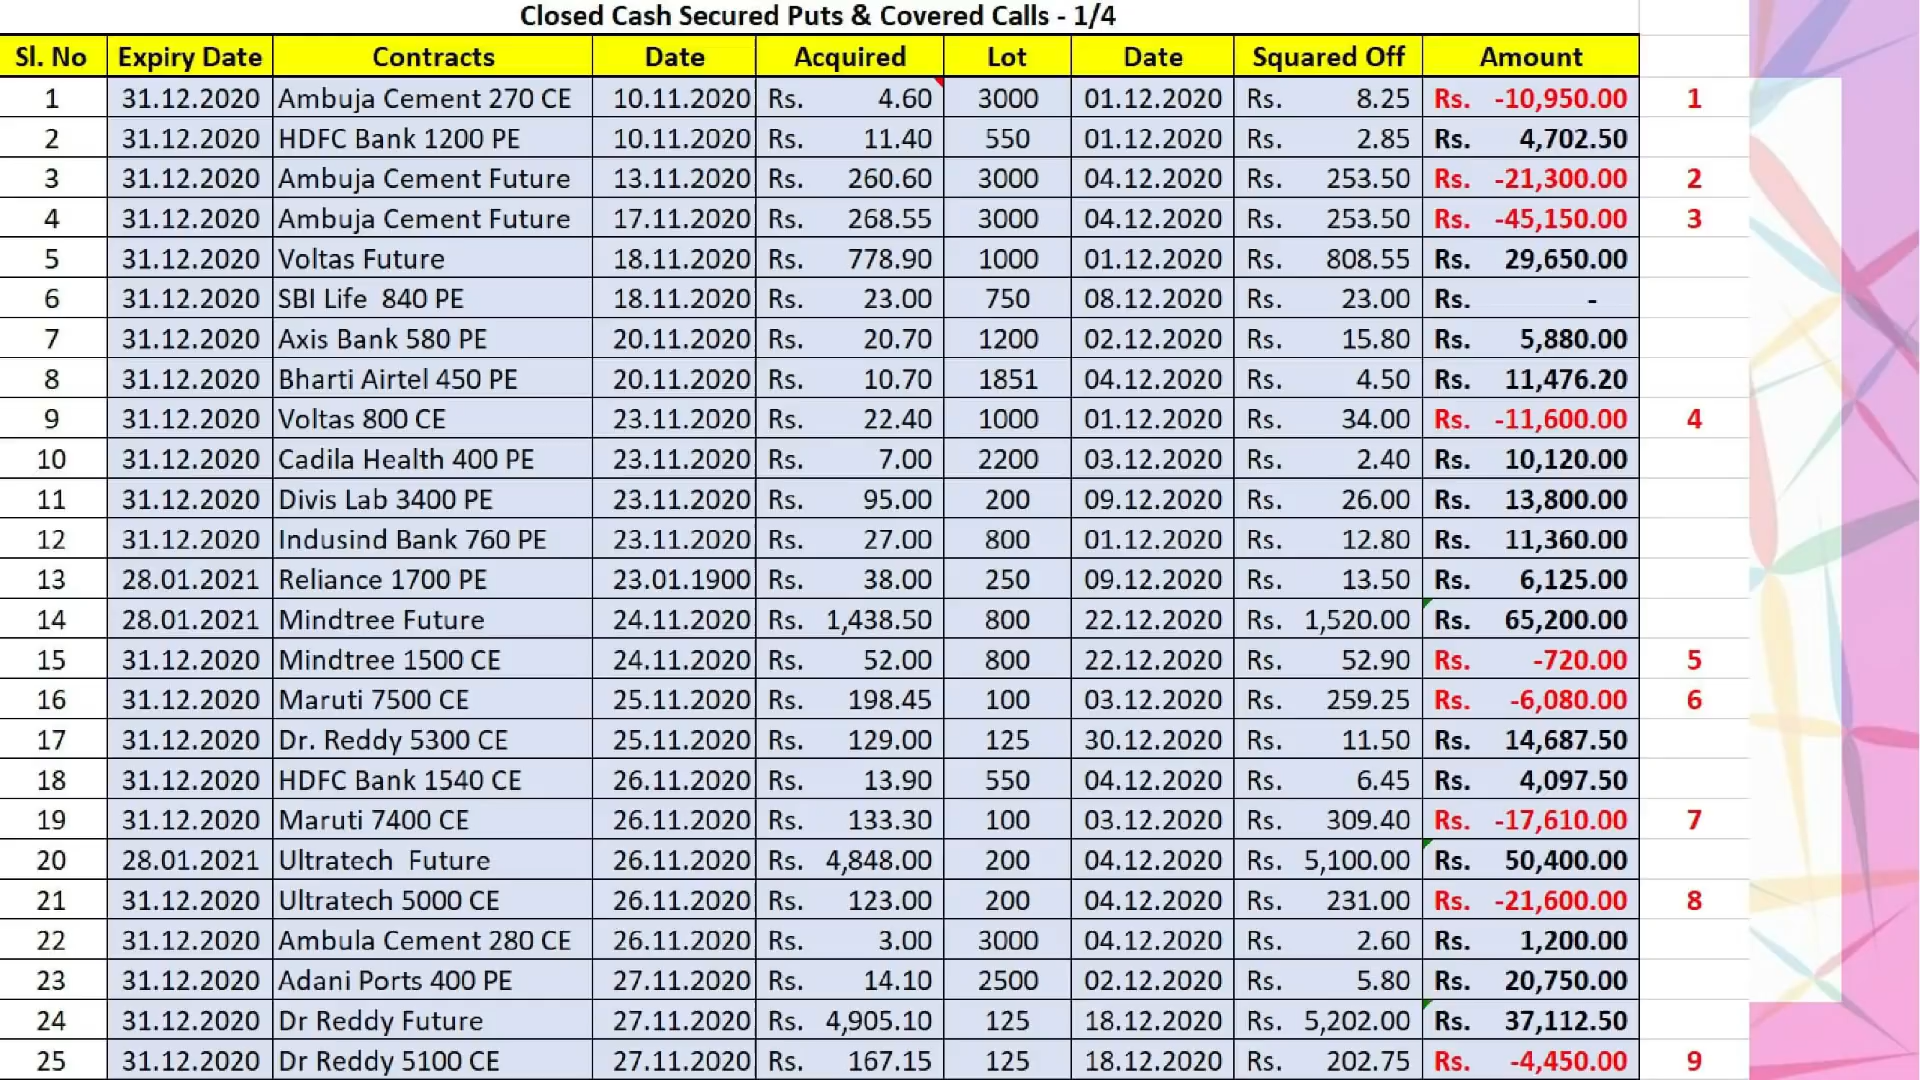 Closed Cash Secured Puts & Covered Calls - 1/4
Sl. No Expiry Date Contracts Date Acquired Lot Date Squared Off Amount
1 31.12.2020 Ambuja Cement 270 CE 10.11.2020 Rs. 4.60 3000 01.12.2020 Rs. 8.25 Rs. -10,950.00 1
2 31.12.2020 HDFC Bank 1200 PE 10.11.2020 Rs. 11.40 550 01.12.2020 Rs. 2.85 Rs. 4,702.50
3 31.12.2020 Ambuja Cement Future 13.11.2020 Rs. 260.60 3000 04.12.2020 Rs. 253.50 Rs. -21,300.00 2
4 31.12.2020 Ambuja Cement Future 17.11.2020 Rs. 268.55 3000 04.12.2020 Rs. 253.50 Rs. -45,150.00 3
5 31.12.2020 Voltas Future 18.11.2020 Rs. 778.90 1000 01.12.2020 Rs. 808.55 Rs. 29,650.00
6 31.12.2020 SBI Life 840 PE 18.11.2020 Rs. 23.00 750 08.12.2020 Rs. 23.00 Rs. -
7 31.12.2020 Axis Bank 580 PE 20.11.2020 Rs. 20.70 1200 02.12.2020 Rs. 15.80 Rs. 5,880.00
8 31.12.2020 Bharti Airtel 450 PE 20.11.2020 Rs. 10.70 1851 04.12.2020 Rs. 4.50 Rs. 11,476.20
9 31.12.2020 Voltas 800 CE 23.11.2020 Rs. 22.40 1000 01.12.2020 Rs. 34.00 Rs. -11,600.00 4
10 31.12.2020 Cadila Health 400 PE 23.11.2020 Rs. 7.00 2200 03.12.2020 Rs. 2.40 Rs. 10,120.00
11 31.12.2020 Divis Lab 3400 PE 23.11.2020 Rs. 95.00 200 09.12.2020 Rs. 26.00 Rs. 13,800.00
12 31.12.2020 Indusind Bank 760 PE 23.11.2020 Rs. 27.00 800 01.12.2020 Rs. 12.80 Rs. 11,360.00
13 28.01.2021 Reliance 1700 PE 23.01.1900 Rs. 38.00 250 09.12.2020 Rs. 13.50 Rs. 6,125.00
14 28.01.2021 Mindtree Future 24.11.2020 Rs. 1,438.50 800 22.12.2020 Rs. 1,520.00 Rs. 65,200.00
15 31.12.2020 Mindtree 1500 CE 24.11.2020 Rs. 52.00 800 22.12.2020 Rs. 52.90 Rs. -720.00 5
16 31.12.2020 Maruti 7500 CE 25.11.2020 Rs. 198.45 100 03.12.2020 Rs. 259.25 Rs. -6,080.00 6
17 31.12.2020 Dr. Reddy 5300 CE 25.11.2020 Rs. 129.00 125 30.12.2020 Rs. 11.50 Rs. 14,687.50
18 31.12.2020 HDFC Bank 1540 CE 26.11.2020 Rs. 13.90 550 04.12.2020 Rs. 6.45 Rs. 4,097.50
19 31.12.2020 Maruti 7400 CE 26.11.2020 Rs. 133.30 100 03.12.2020 Rs. 309.40 Rs. -17,610.00 7
20 28.01.2021 Ultratech Future 26.11.2020 Rs. 4,848.00 200 04.12.2020 Rs. 5,100.00 Rs. 50,400.00
21 31.12.2020 Ultratech 5000 CE 26.11.2020 Rs. 123.00 200 04.12.2020 Rs. 231.00 Rs. -21,600.00 8
22 31.12.2020 Ambula Cement 280 CE 26.11.2020 Rs. 3.00 3000 04.12.2020 Rs. 2.60 Rs. 1,200.00
23 31.12.2020 Adani Ports 400 PE 27.11.2020 Rs. 14.10 2500 02.12.2020 Rs. 5.80 Rs. 20,750.00
24 31.12.2020 Dr Reddy Future 27.11.2020 Rs. 4,905.10 125 18.12.2020 Rs. 5,202.00 Rs. 37,112.50
25 31.12.2020 Dr Reddy 5100 CE 27.11.2020 Rs. 167.15 125 18.12.2020 Rs. 202.75 Rs. -4,450.00 9